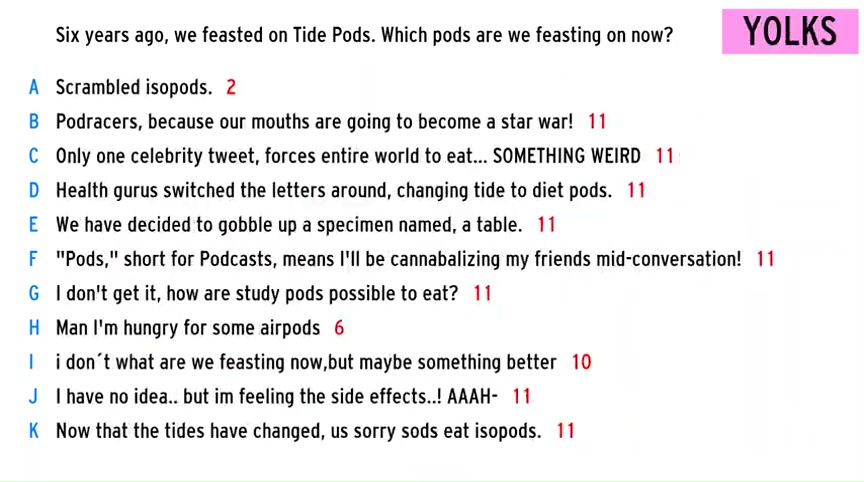 Six years ago, we feasted on Tide Pods. Which pods are we feasting on now?
YOLKS
A Scrambled isopods. 2
B Podracers, because our mouths are going to become a star war! 11
C Only one celebrity tweet, forces entire world to eat... SOMETHING WEIRD 11
D Health gurus switched the letters around, changing tide to diet pods. 11
E We have decided to gobble up a specimen named, a table. 11
F "Pods," short for Podcasts, means I'll be cannabalizing my friends mid-conversation! 11
G I don't get it, how are study pods possible to eat? 11
H Man I'm hungry for some airpods 6
I i don´t what are we feasting now,but maybe something better 10
J I have no idea.. but im feeling the side effects..! AAAH- 11
K Now that the tides have changed, us sorry sods eat isopods. 11